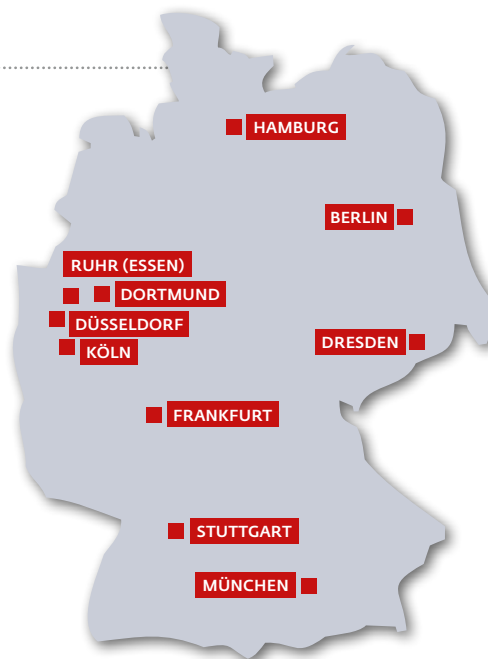 HAMBURG
BERLIN
RUHR (ESSEN)
DORTMUND
DÜSSELDORF
DRESDEN
KÖLN
FRANKFURT
STUTTGART
MÜNCHEN